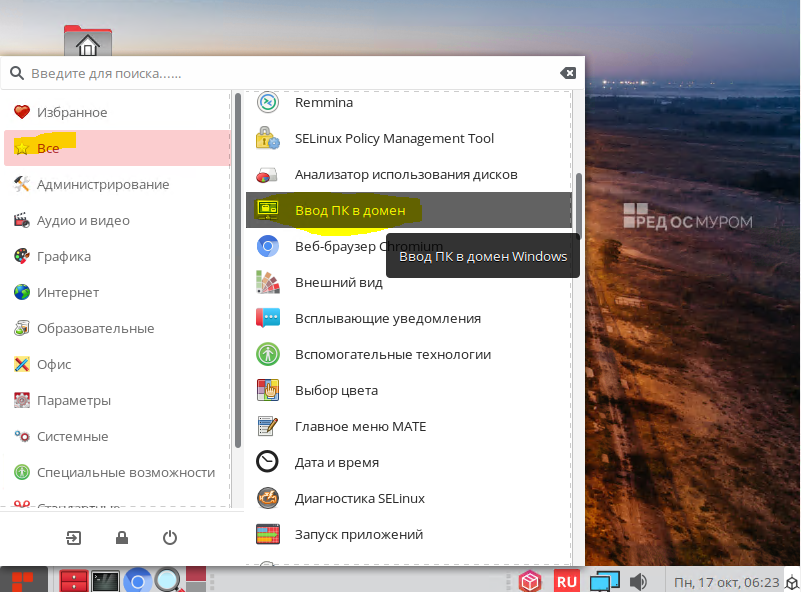 Введите для поиска......
Избранное
Все
Администрирование
Аудио и видео
Графика
Интернет
Образовательные
Офис
Параметры
Системные
Специальные возможности
Стандартные
Remmina
SELinux Policy Management Tool
Анализатор использования дисков
Ввод ПК в домен
Веб-браузер Chromium
Ввод ПК в домен Windows
Внешний вид
Всплывающие уведомления
Вспомогательные технологии
Выбор цвета
Главное меню MATE
Дата и время
Диагностика SELinux
Запуск приложений
РЕД ОС МУРОМ
RU
Пн, 17 окт, 06:23